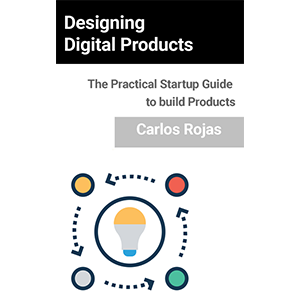 Designing
Digital Products
The Practical Startup Guide
to build Products
Carlos Rojas